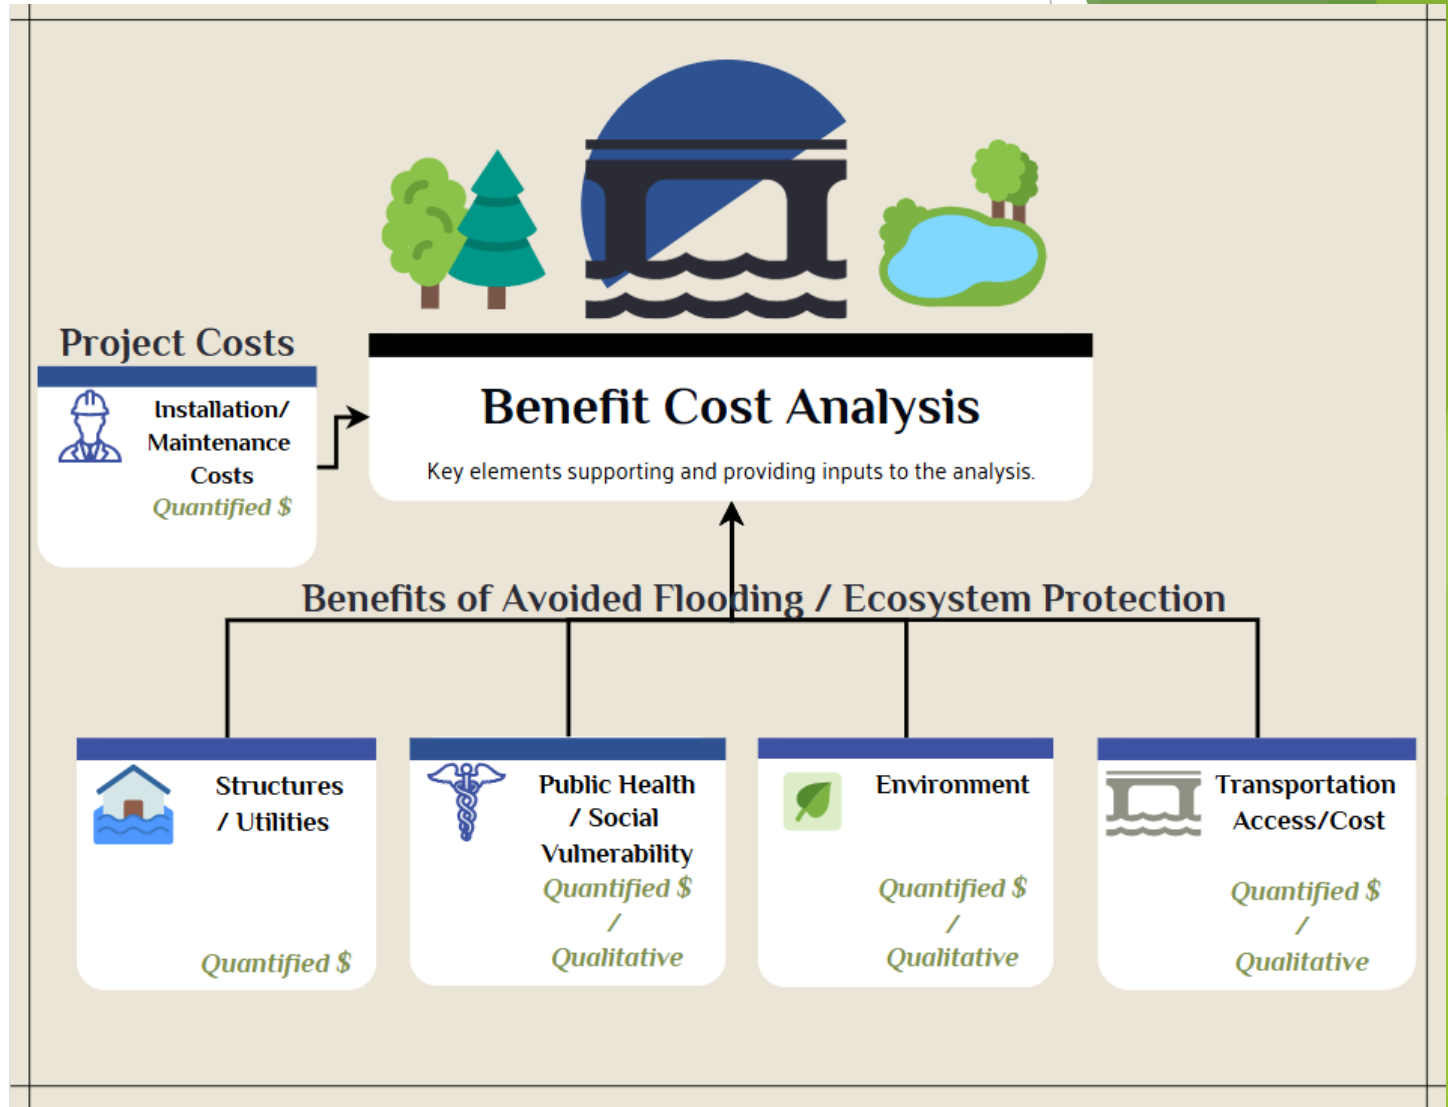 Project Costs
Installation/
Maintenance
Costs
Quantified $
Benefit Cost Analysis
Key elements supporting and providing inputs to the analysis.
Benefits of Avoided Flooding / Ecosystem Protection
Structures
/ Utilities
Quantified $
Public Health
/ Social
Vulnerability
Quantified $
/
Qualitative
Environment
Quantified $
/
Qualitative
Transportation
Access/Cost
Quantified $
/
Qualitative